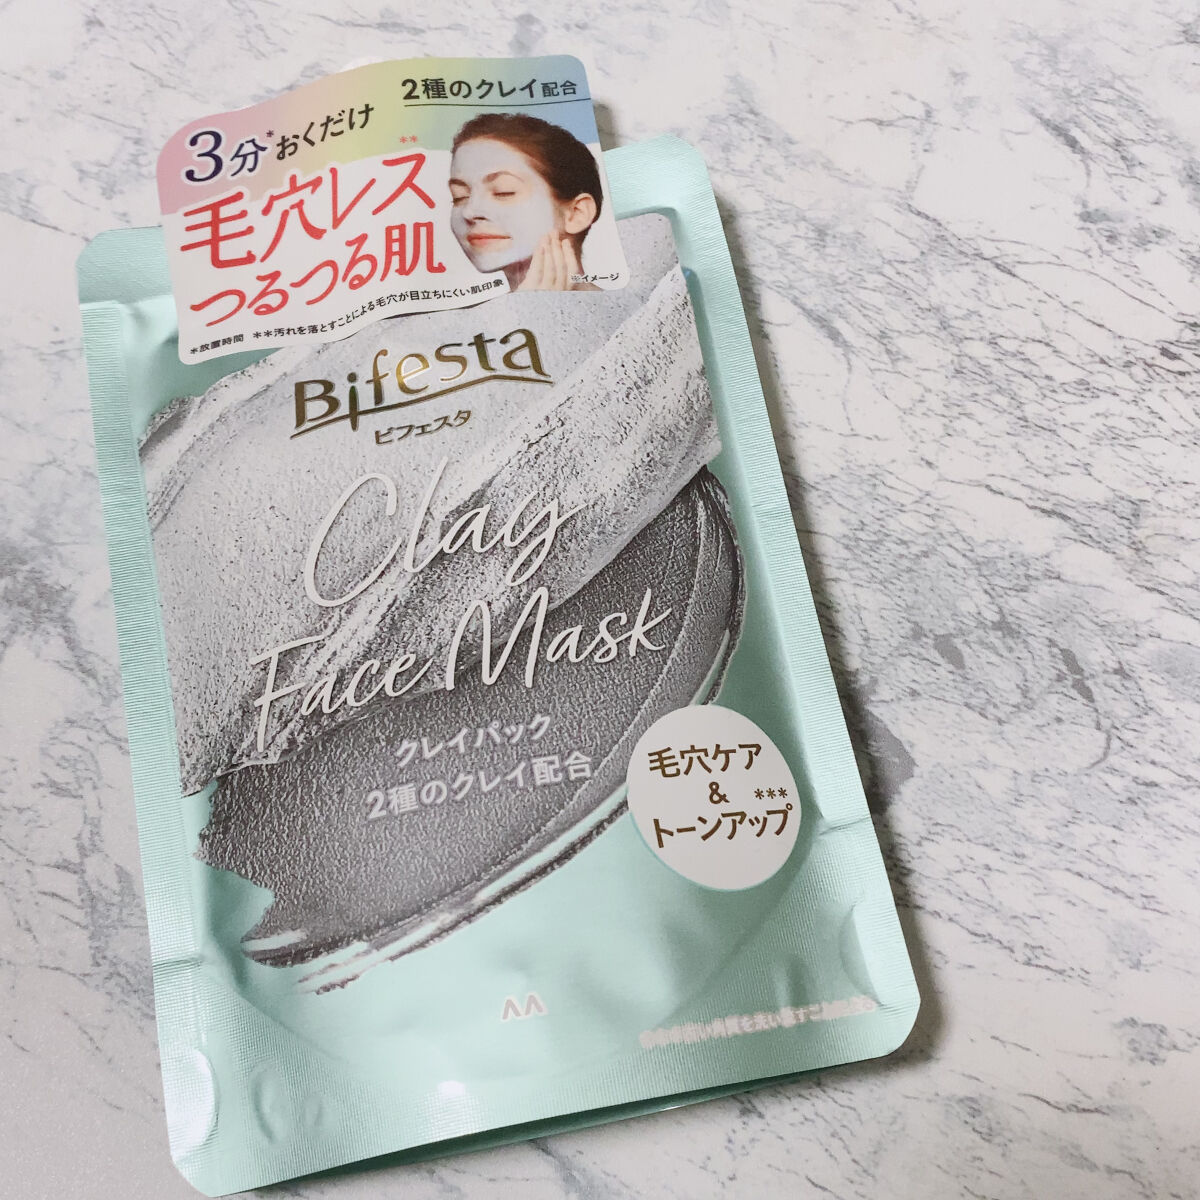 2種のクレイ配合
3分*おくだけ
毛穴レス**
つるつる肌
※イメージ
*放置時間 **汚れを落とすことによる毛穴が目立ちにくい肌印象
Bifesta
ビフェスタ
Clay
Face Mask
クレイパック
2種のクレイ配合
毛穴ケア
&
トーンアップ***